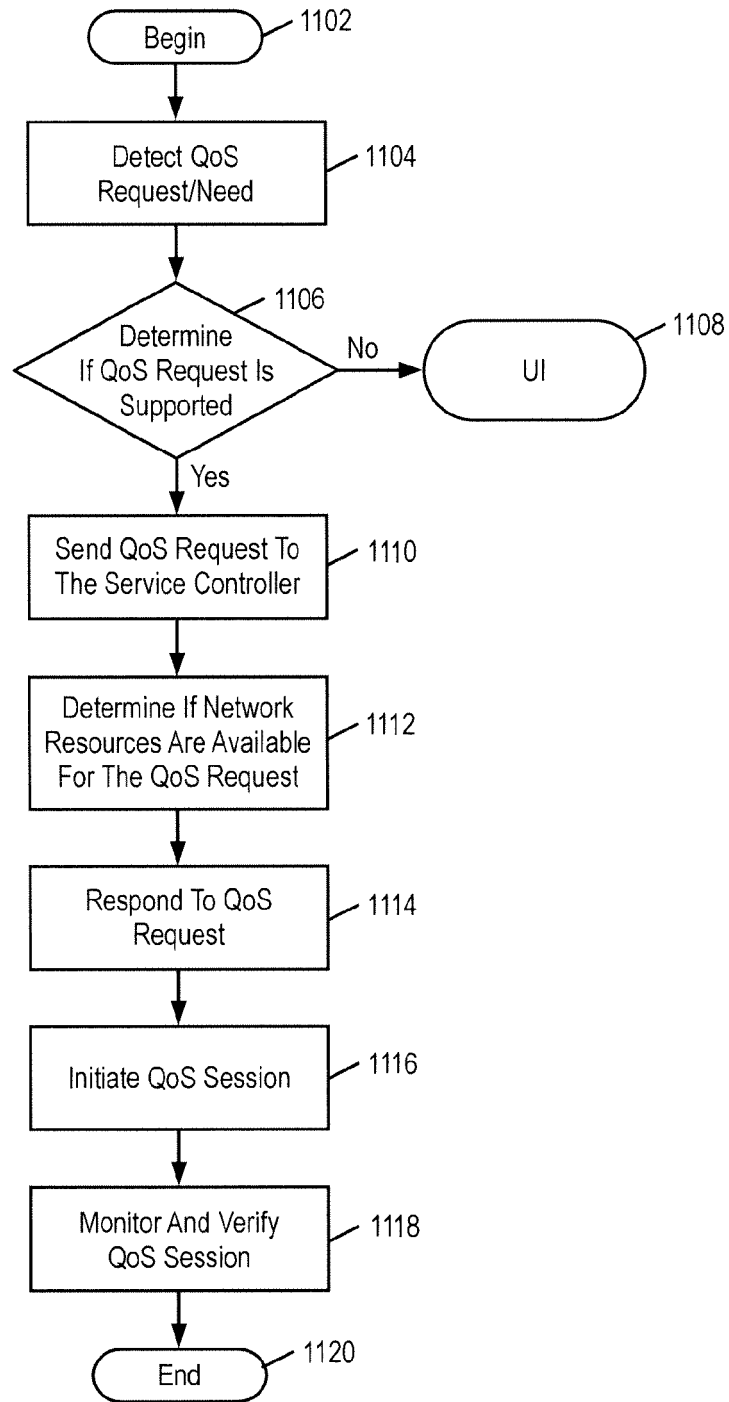 Begin
1102
Detect QoS
Request/Need
1104
1106
Determine
If QoS Request Is
Supported
No
UI
1108
Yes
Send QoS Request To
The Service Controller
1110
Determine If Network
Resources Are Available
For The QoS Request
1112
Respond To QoS
Request
1114
Initiate QoS Session
1116
Monitor And Verify
QoS Session
1118
End
1120